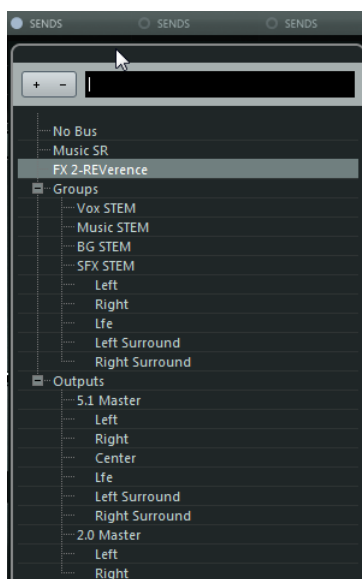 SENDS SENDS SENDS
+ -
No Bus
Music SR
FX 2-REVerence
Groups
Vox STEM
Music STEM
BG STEM
SFX STEM
Left
Right
Lfe
Left Surround
Right Surround
Outputs
5.1 Master
Left
Right
Center
Lfe
Left Surround
Right Surround
2.0 Master
Left
Right